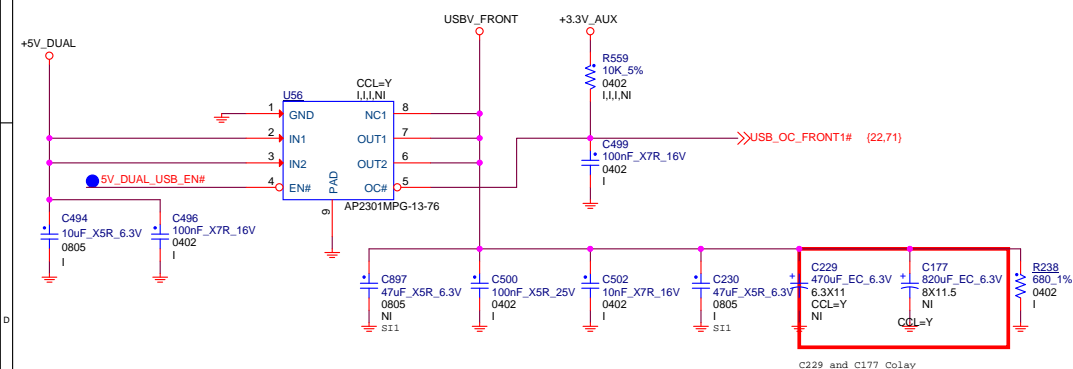 USBV_FRONT
+3.3V_AUX
+5V_DUAL
R559
10K_5%
0402
I,I,I,NI
CCL=Y
I,I,I,NI
U56
1 GND NC1 8
2 IN1 OUT1 7
3 IN2 OUT2 6
4 EN# OC# 5
PAD
9
AP2301MPG-13-76
5V_DUAL_USB_EN#
C499
100nF_X7R_16V
0402
I
USB_OC_FRONT1# {22,71}
C494
10uF_X5R_6.3V
0805
I
C496
100nF_X7R_16V
0402
I
C897
47uF_X5R_6.3V
0805
NI
SI1
C500
100nF_X5R_25V
0402
I
C502
10nF_X7R_16V
0402
I
C230
47uF_X5R_6.3V
0805
I
SI1
C229
470uF_EC_6.3V
6.3X11
CCL=Y
NI
C177
820uF_EC_6.3V
8X11.5
NI
CCL=Y
R238
680_1%
0402
I
D
C229 and C177 Colay